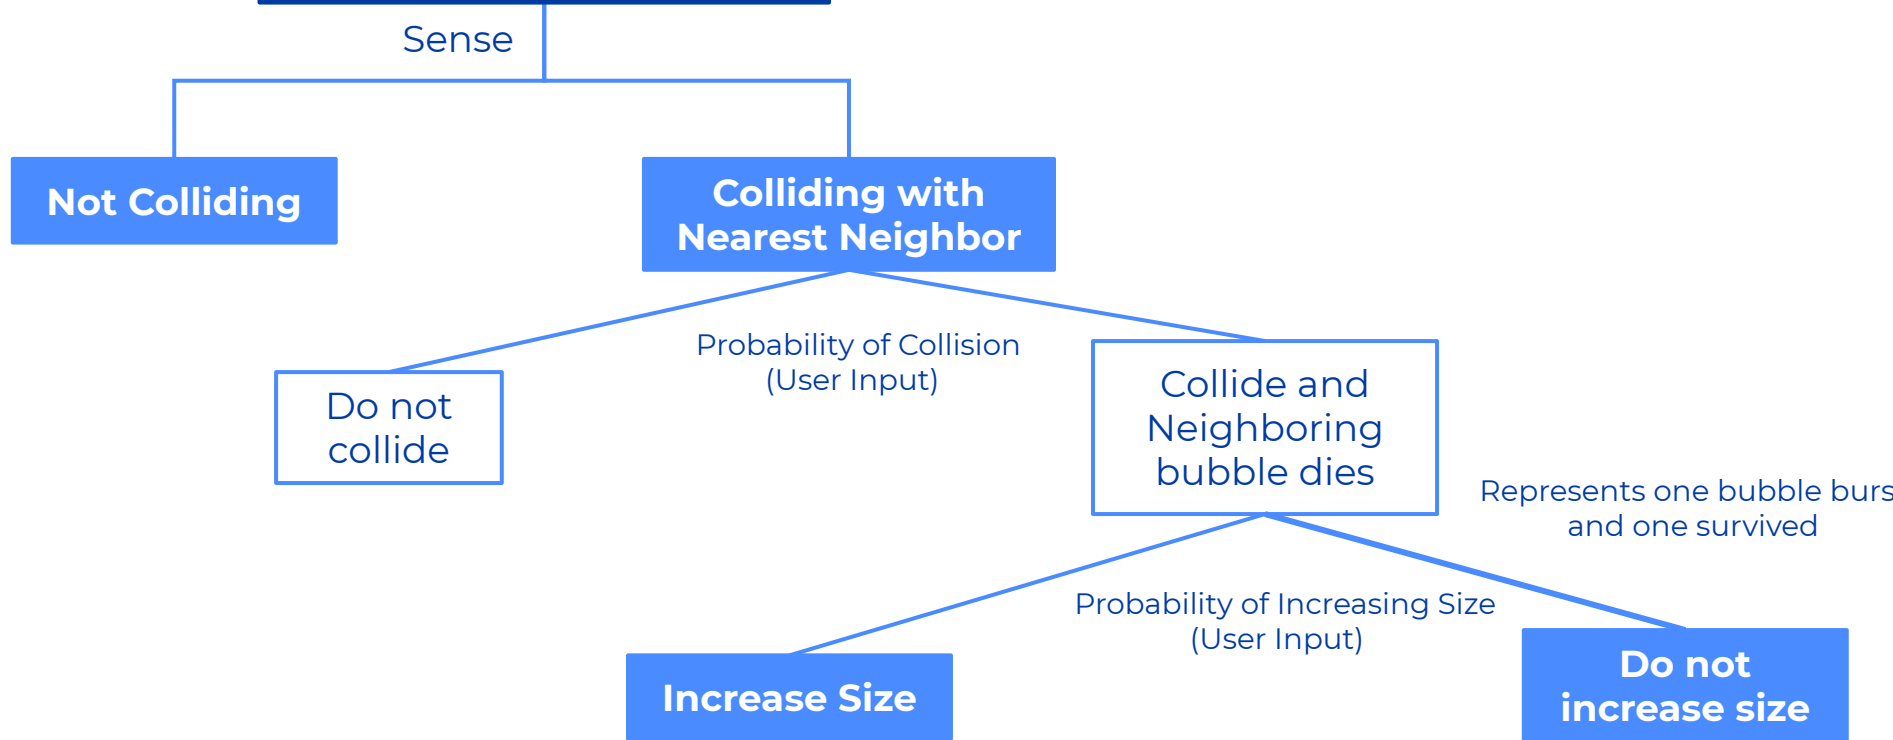 Sense
Not Colliding
Colliding with
Nearest Neighbor
Probability of Collision
(User Input)
Do not
collide
Collide and
Neighboring
bubble dies
Represents one bubble burs
and one survived
Probability of Increasing Size
(User Input)
Increase Size
Do not
increase size